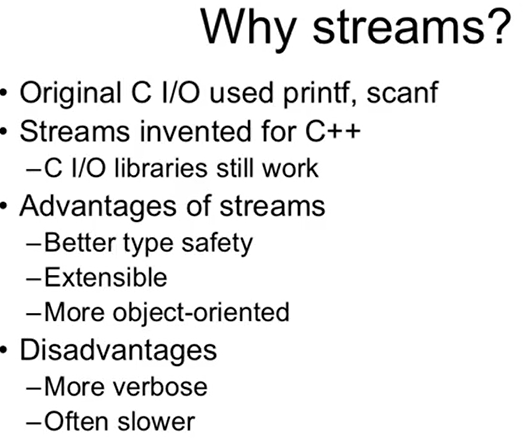 Why streams?
• Original C I/O used printf, scanf
• Streams invented for C++
–C I/O libraries still work
• Advantages of streams
–Better type safety
–Extensible
–More object-oriented
• Disadvantages
–More verbose
–Often slower